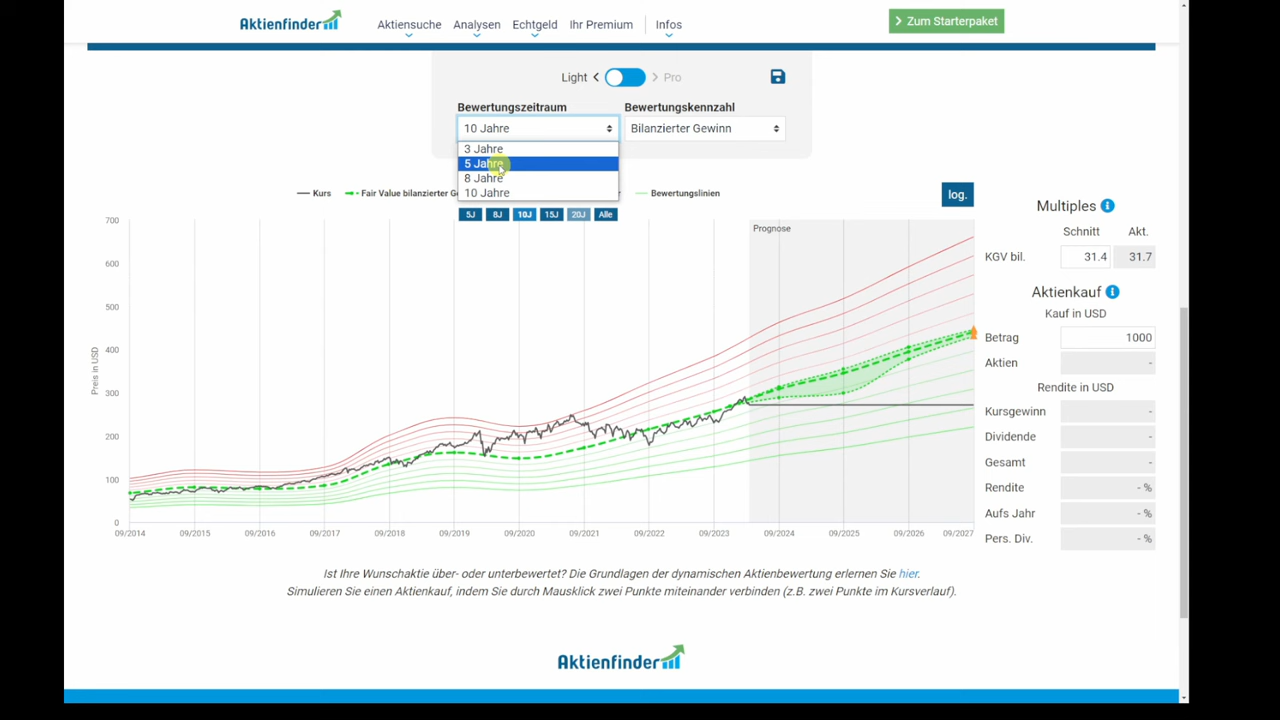 Aktienfinder
Aktiensuche Analysen Echtgeld Ihr Premium Infos
Zum Starterpaket
Light < > Pro
Bewertungszeitraum Bewertungskennzahl
10 Jahre Bilanzierter Gewinn
3 Jahre
5 Jahre
8 Jahre
10 Jahre
Kurs Fair Value bilanzierter Bewertungslinien
log.
5J 8J 10J 15J 20J Alle
Prognose
Preis in USD
700
600
500
400
300
200
100
0
09/2014 09/2015 09/2016 09/2017 09/2018 09/2019 09/2020 09/2021 09/2022 09/2023 09/2024 09/2025 09/2026 09/2027
Multiples
Schnitt Akt.
KGV bil. 31.4 31.7
Aktienkauf
Kauf in USD
Betrag 1000
Aktien -
Rendite in USD
Kursgewinn -
Dividende -
Gesamt -
Rendite - %
Aufs Jahr - %
Pers. Div. - %
Ist Ihre Wunschaktie über- oder unterbewertet? Die Grundlagen der dynamischen Aktienbewertung erlernen Sie hier.
Simulieren Sie einen Aktienkauf, indem Sie durch Mausklick zwei Punkte miteinander verbinden (z.B. zwei Punkte im Kursverlauf).
Aktienfinder